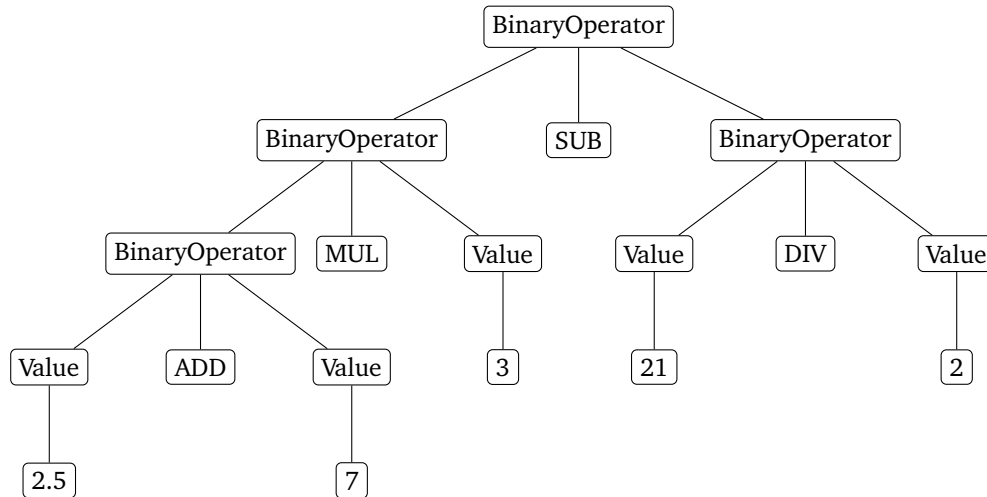 BinaryOperator
BinaryOperator
SUB
BinaryOperator
BinaryOperator
MUL
Value
Value
DIV
Value
Value
ADD
Value
3
21
2
2.5
7